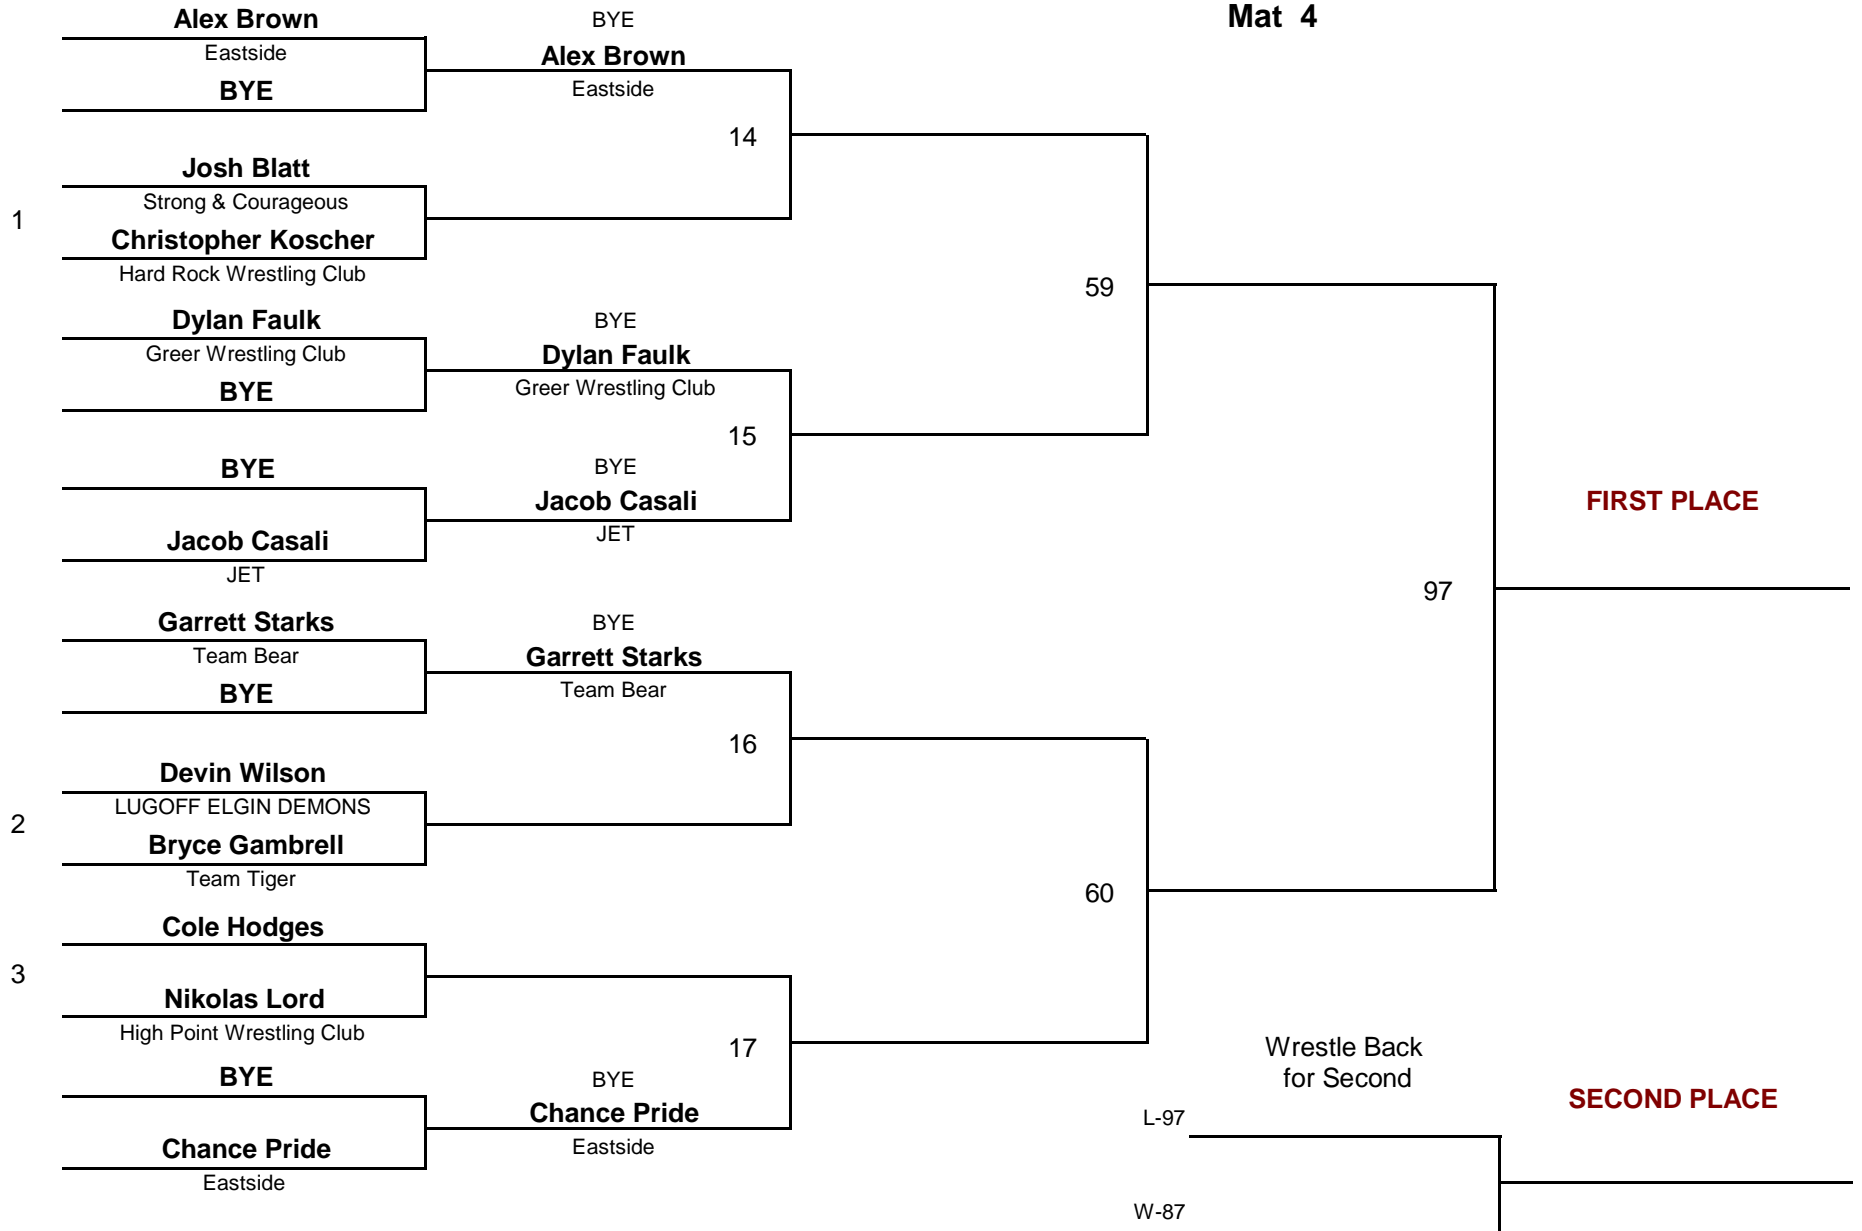 Mat 4
Alex Brown
Eastside
BYE
BYE
Alex Brown
Eastside
14
Josh Blatt
Strong & Courageous
1
Christopher Koscher
Hard Rock Wrestling Club
59
Dylan Faulk
Greer Wrestling Club
BYE
BYE
Dylan Faulk
Greer Wrestling Club
15
BYE
Jacob Casali
JET
BYE
Jacob Casali
JET
FIRST PLACE
97
Garrett Starks
Team Bear
BYE
BYE
Garrett Starks
Team Bear
16
Devin Wilson
LUGOFF ELGIN DEMONS
2
Bryce Gambrell
Team Tiger
60
Cole Hodges
3
Nikolas Lord
High Point Wrestling Club
17
BYE
Chance Pride
Eastside
BYE
Chance Pride
Eastside
Wrestle Back
for Second
SECOND PLACE
L-97
W-87